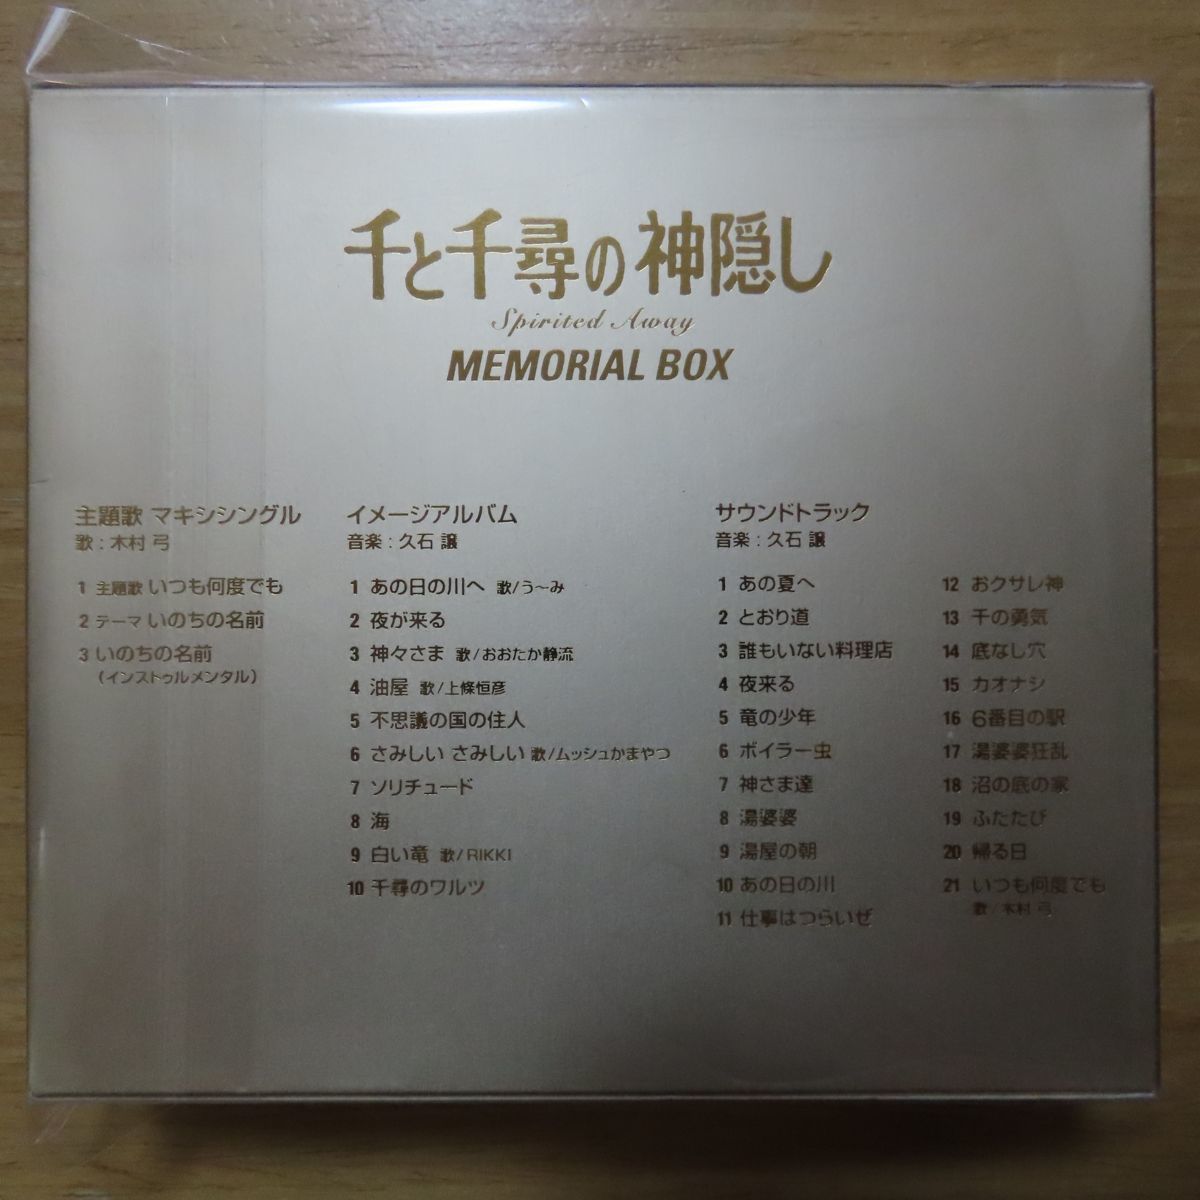 千と千尋の神隠し
Spirited Away
MEMORIAL BOX
主題歌 マキシシングル
歌:木村 弓
1 主題歌 いつも何度でも
2 テーマ いのちの名前
3 いのちの名前
(インストゥルメンタル)
イメージアルバム
音楽:久石 譲
1 あの日の川へ 歌/う〜み
2 夜が来る
3 神々さま 歌/おおたか静流
4 油屋 歌/上條恒彦
5 不思議の国の住人
6 さみしい さみしい 歌/ムッシュかまやつ
7 ソリチュード
8 海
9 白い竜 歌/RIKKI
10 千尋のワルツ
サウンドトラック
音楽:久石 譲
1 あの夏へ
2 とおり道
3 誰もいない料理店
4 夜来る
5 竜の少年
6 ボイラー虫
7 神さま達
8 湯婆婆
9 湯屋の朝
10 あの日の川
11 仕事はつらいぜ
12 おクサレ神
13 千の勇気
14 底なし穴
15 カオナシ
16 6番目の駅
17 湯婆婆狂乱
18 沼の底の家
19 ふたたび
20 帰る日
21 いつも何度でも
歌/木村 弓